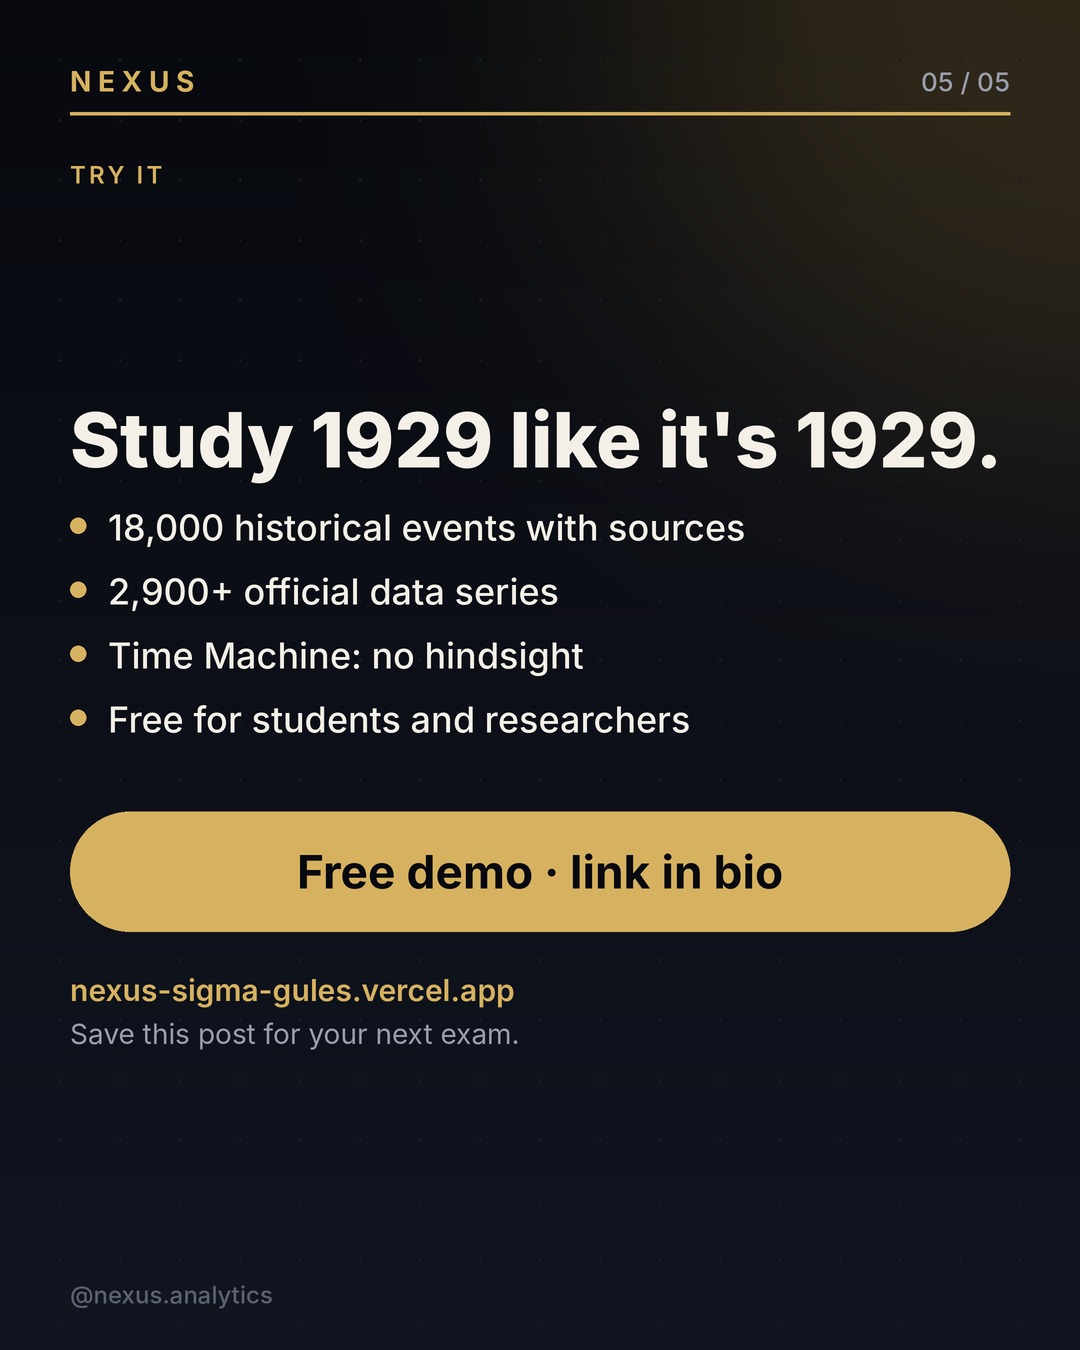 NEXUS
05 / 05
TRY IT
Study 1929 like it's 1929.
18,000 historical events with sources
2,900+ official data series
Time Machine: no hindsight
Free for students and researchers
Free demo · link in bio
nexus-sigma-gules.vercel.app
Save this post for your next exam.
@nexus.analytics